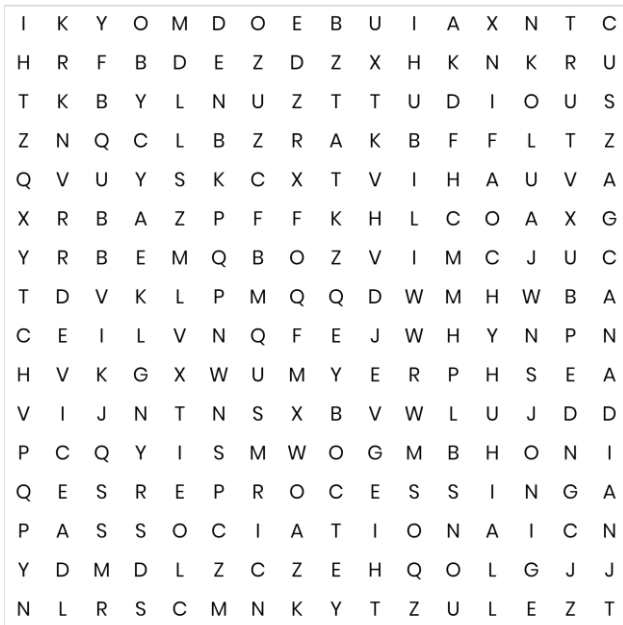 I K Y O M D O E B U I A X N T C
H R F B D E Z D Z X H K N K R U
T K B Y L N U Z T T U D I O U S
Z N Q C L B Z R A K B F F L T Z
Q V U Y S K C X T V I H A U V A
X R B A Z P F F K H L C O A X G
Y R B E M Q B O Z V I M C J U C
T D V K L P M Q Q D W M H W B A
C E I L V N Q F E J W H Y N P N
H V K G X W U M Y E R P H S E A
V I J N T N S X B V W L U J D D
P C Q Y I S M W O G M B H O N I
Q E S R E P R O C E S S I N G A
P A S S O C I A T I O N A I C N
Y D M D L Z C Z E H Q O L G J J
N L R S C M N K Y T Z U L E Z T